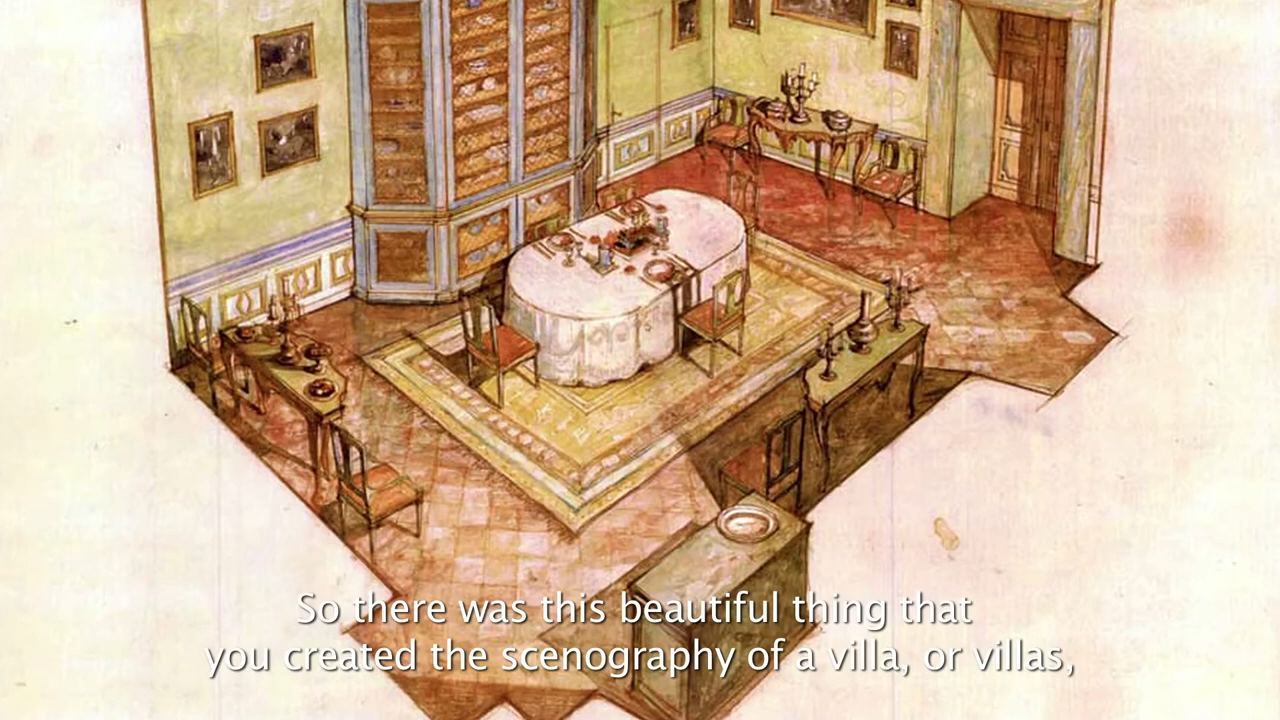 So there was this beautiful thing that
you created the scenography of a villa, or villas,